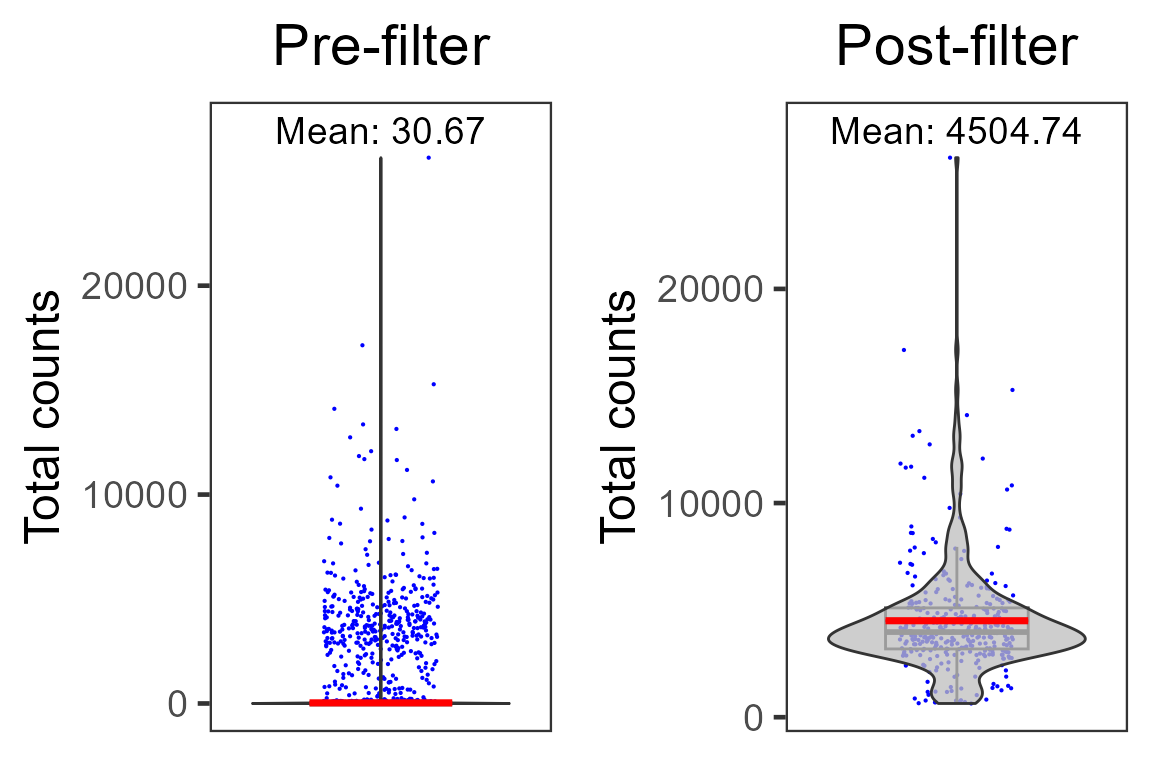 Pre-filter
Mean: 30.67
Total counts
20000
10000
0
Post-filter
Mean: 4504.74
Total counts
20000
10000
0